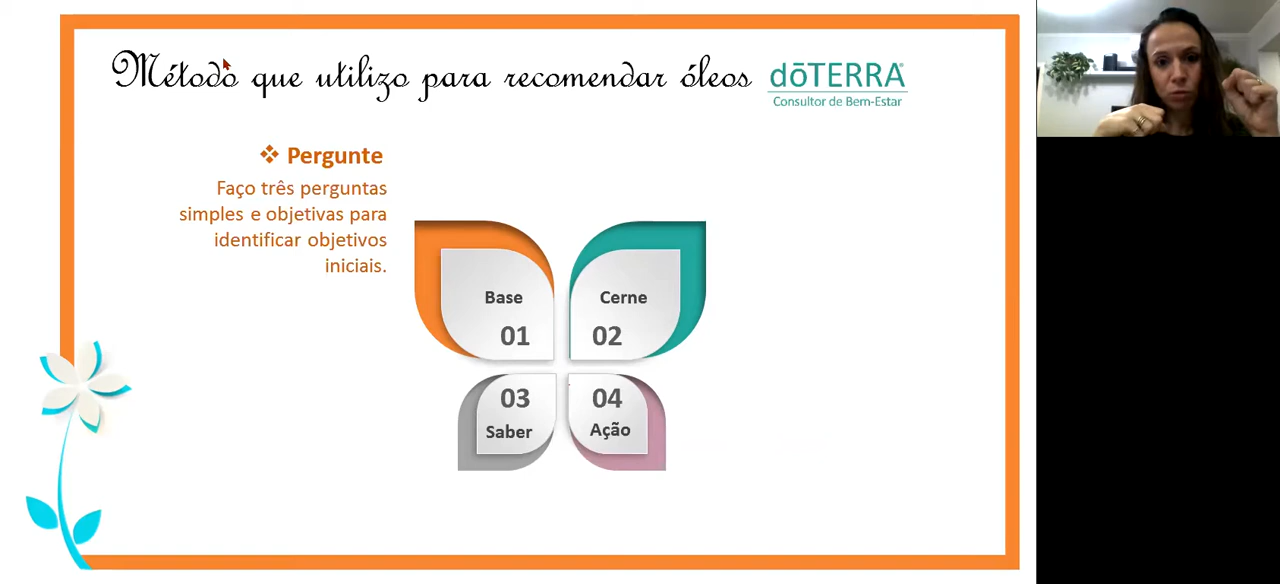 Método que utilizo para recomendar óleos
dōTERRA®
Consultor de Bem-Estar
Pergunte
Faço três perguntas
simples e objetivas para
identificar objetivos
iniciais.
Base
01
Cerne
02
03
Saber
04
Ação